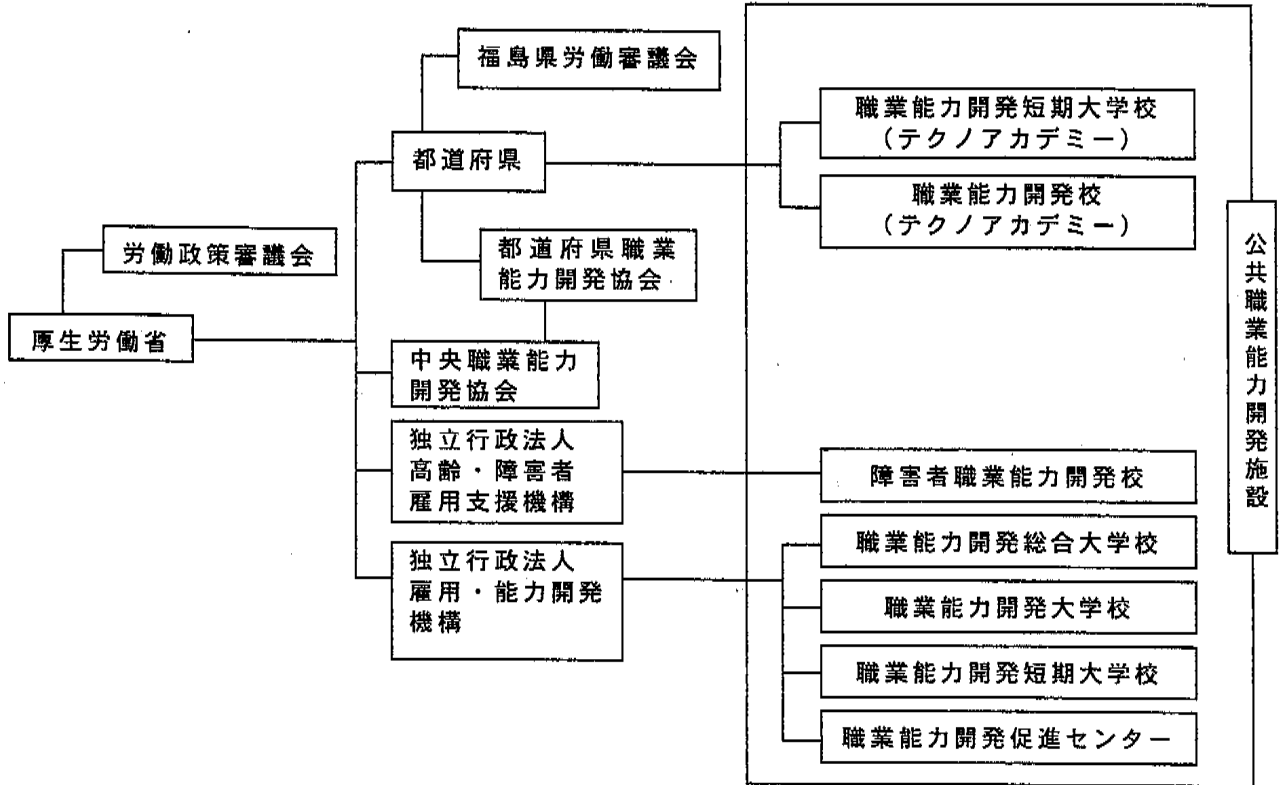 福島県労働審議会
職業能力開発短期大学校
(テクノアカデミー)
都道府県
職業能力開発校
(テクノアカデミー)
労働政策審議会
都道府県職業
能力開発協会
公共職業能力開発施設
厚生労働省
中央職業能力
開発協会
独立行政法人
高齢・障害者
雇用支援機構
障害者職業能力開発校
独立行政法人
雇用・能力開発
機構
職業能力開発総合大学校
職業能力開発大学校
職業能力開発短期大学校
職業能力開発促進センター